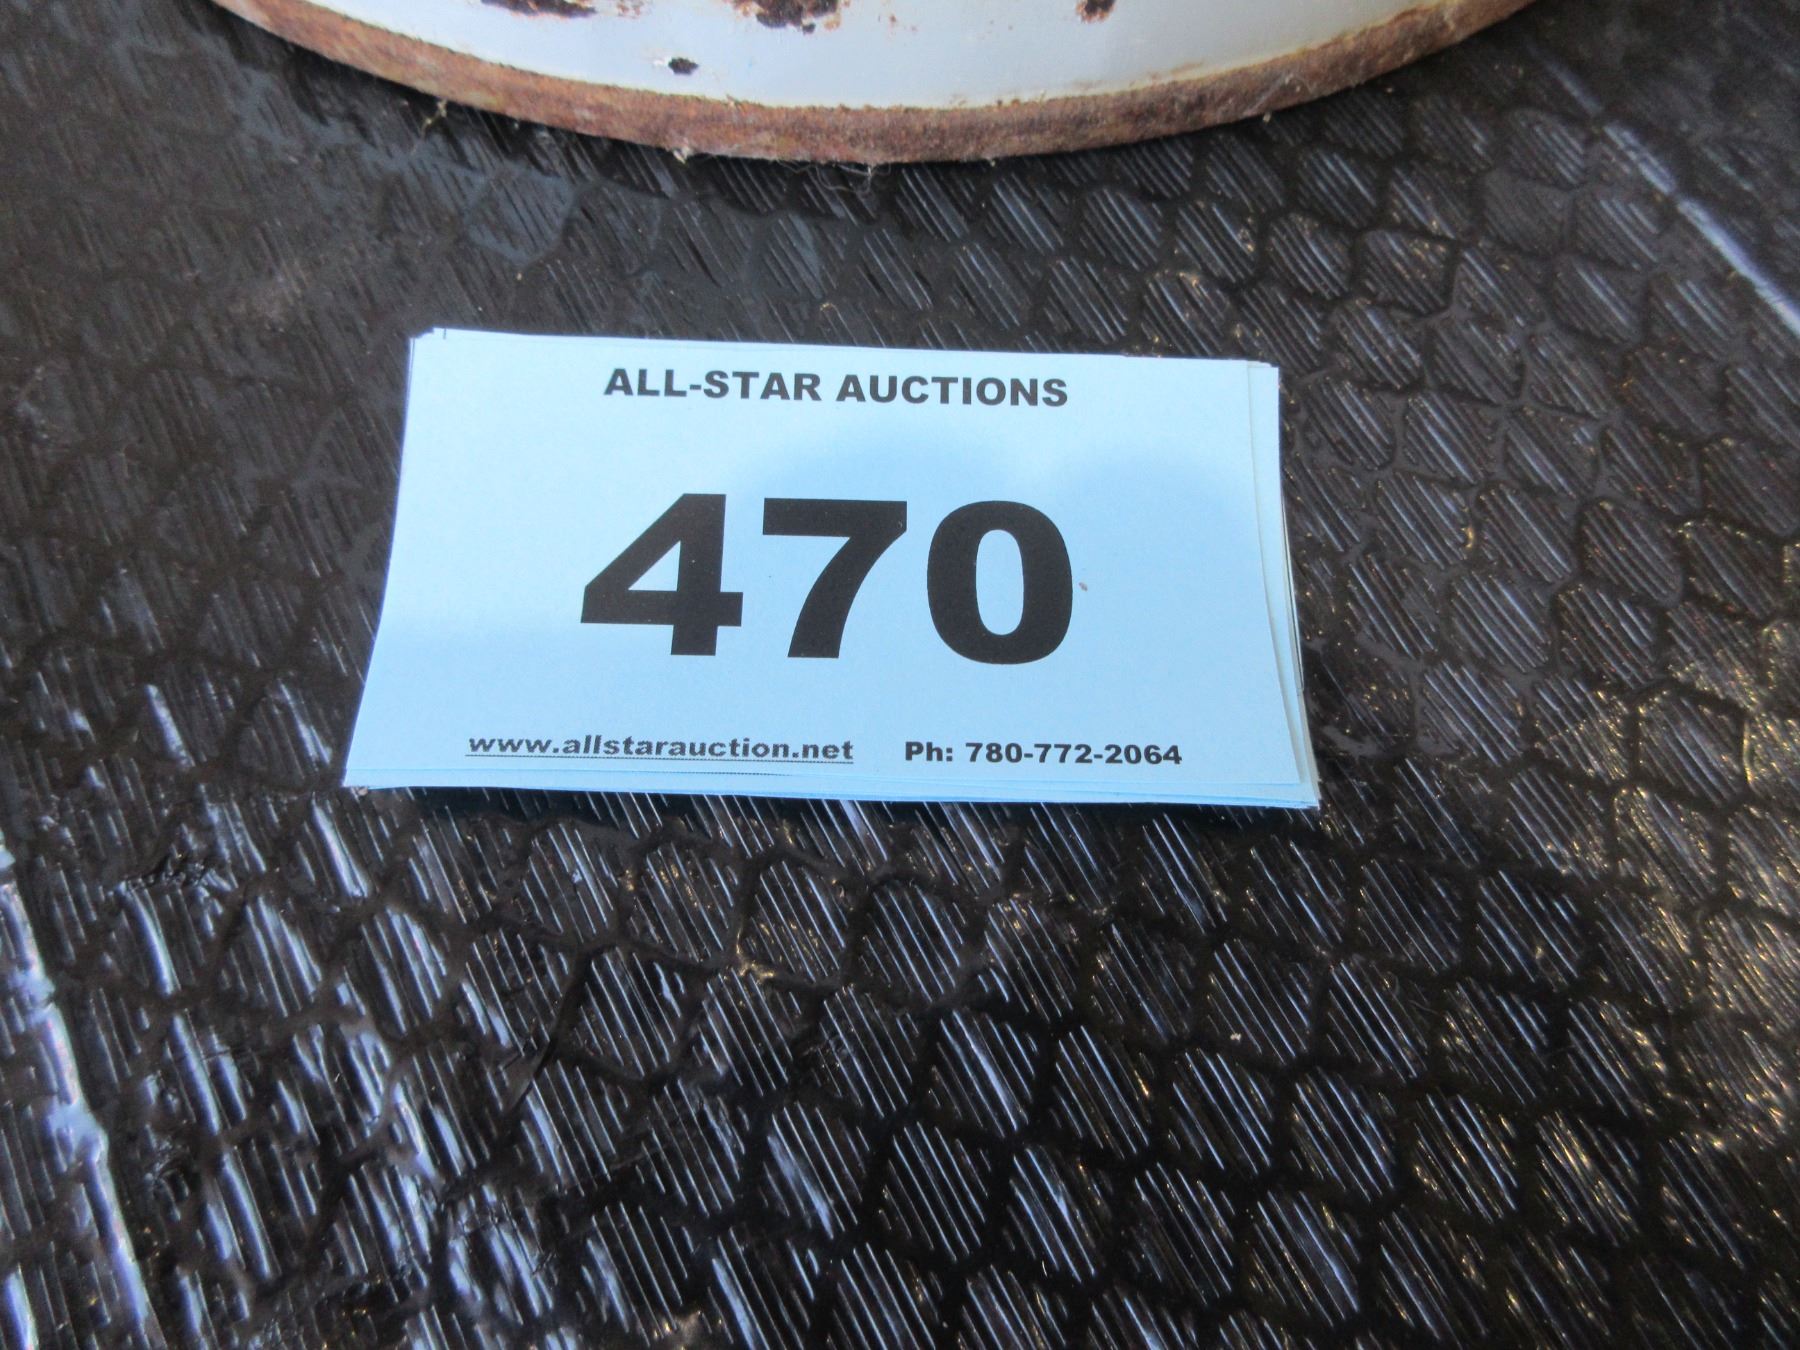 ALL-STAR AUCTIONS
470
www.allstarauction.net Ph: 780-772-2064